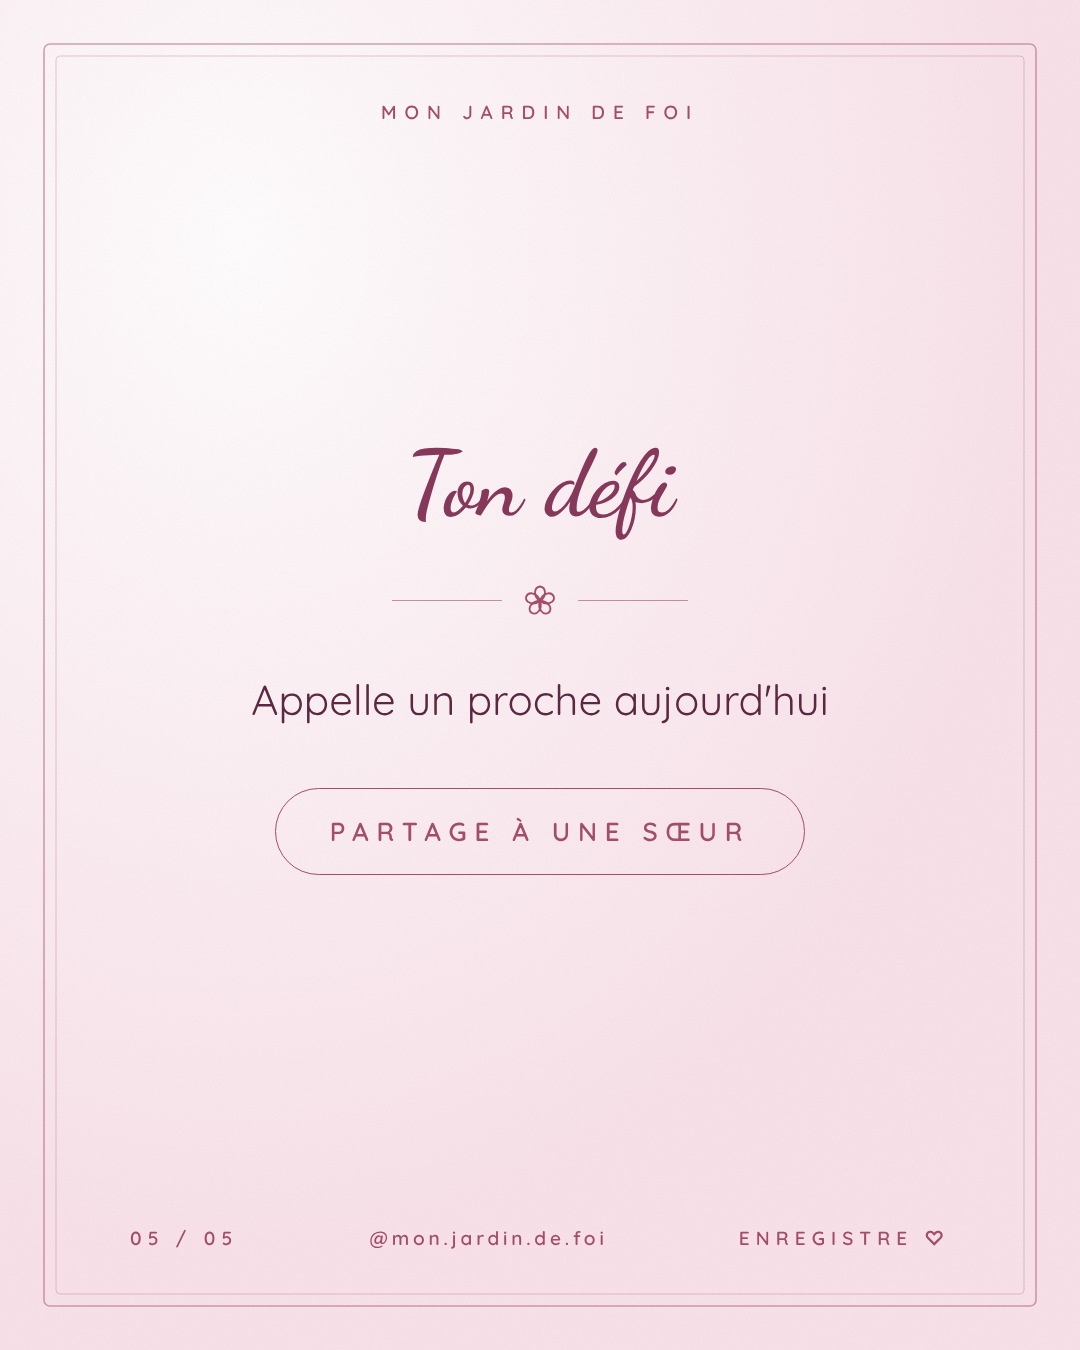 MON JARDIN DE FOI
Ton défi
Appelle un proche aujourd'hui
PARTAGE À UNE SŒUR
05 / 05
@mon.jardin.de.foi
ENREGISTRE ♡